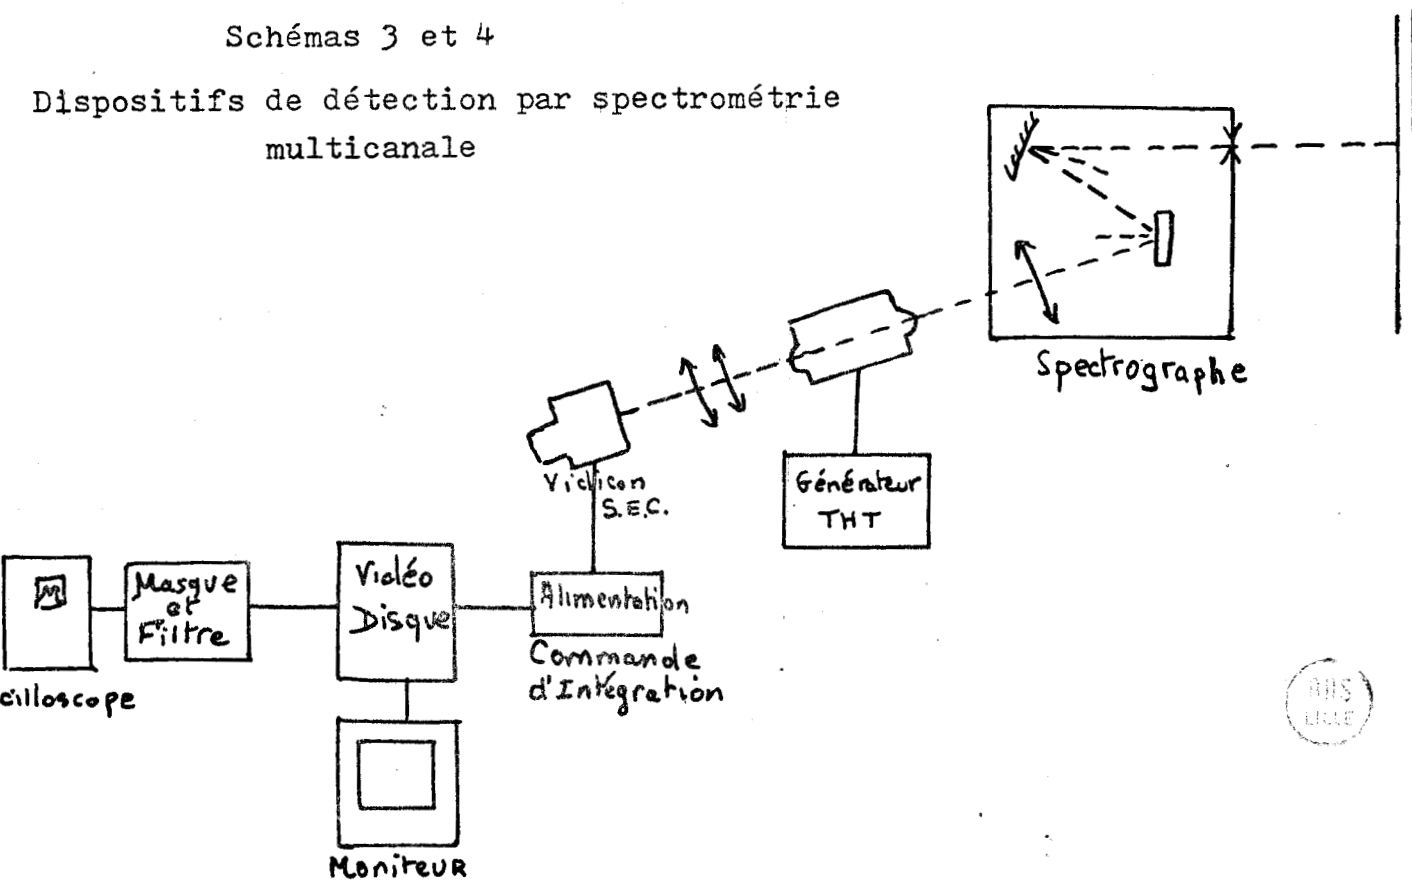 Schémas 3 et 4
Dispositifs de détection par spectrométrie
multicanale
Spectrographe
Générateur
THT
Vidicon
S.E.C.
Alimentation
Commande
d'Intégration
Vidéo
Disque
Masque
et
Filtre
cilloscope
Moniteur
LILLE